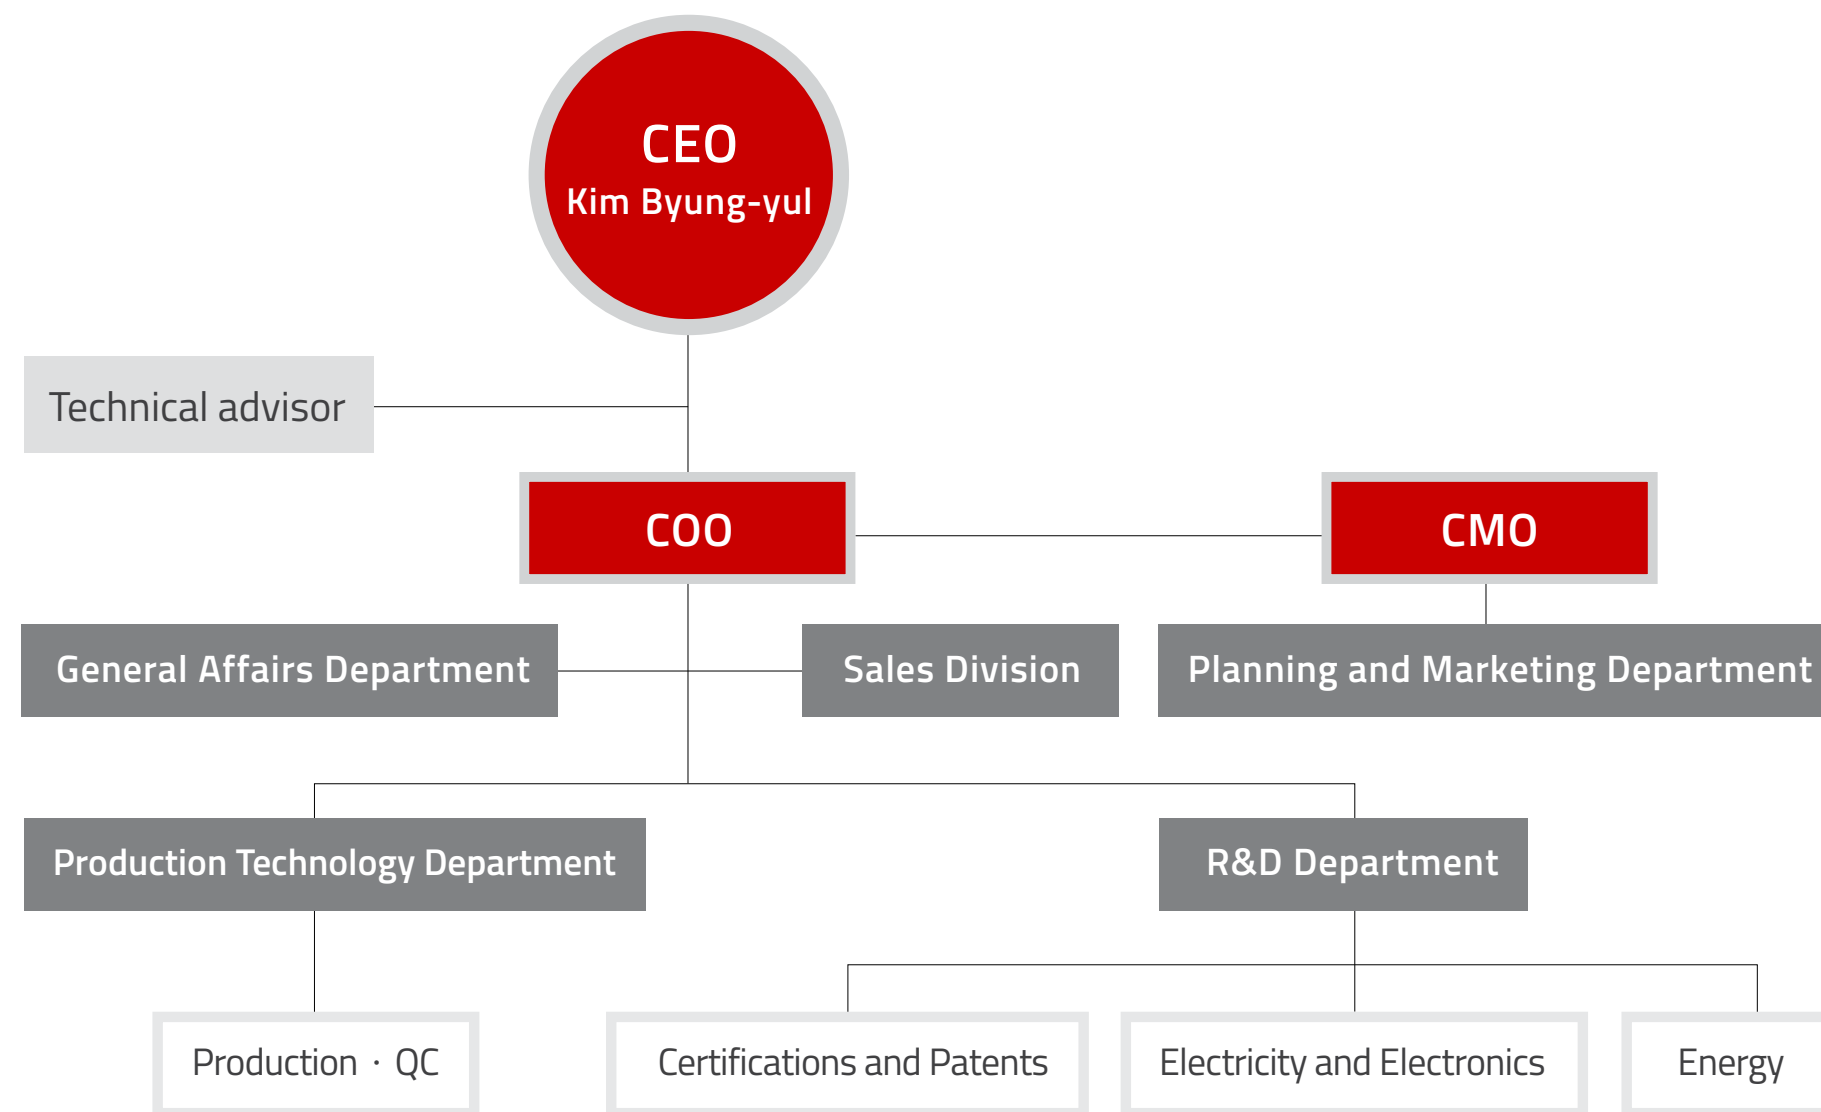 CEO
Kim Byung-yul
Technical advisor
COO
CMO
General Affairs Department
Sales Division
Planning and Marketing Department
Production Technology Department
R&D Department
Production · QC
Certifications and Patents
Electricity and Electronics
Energy